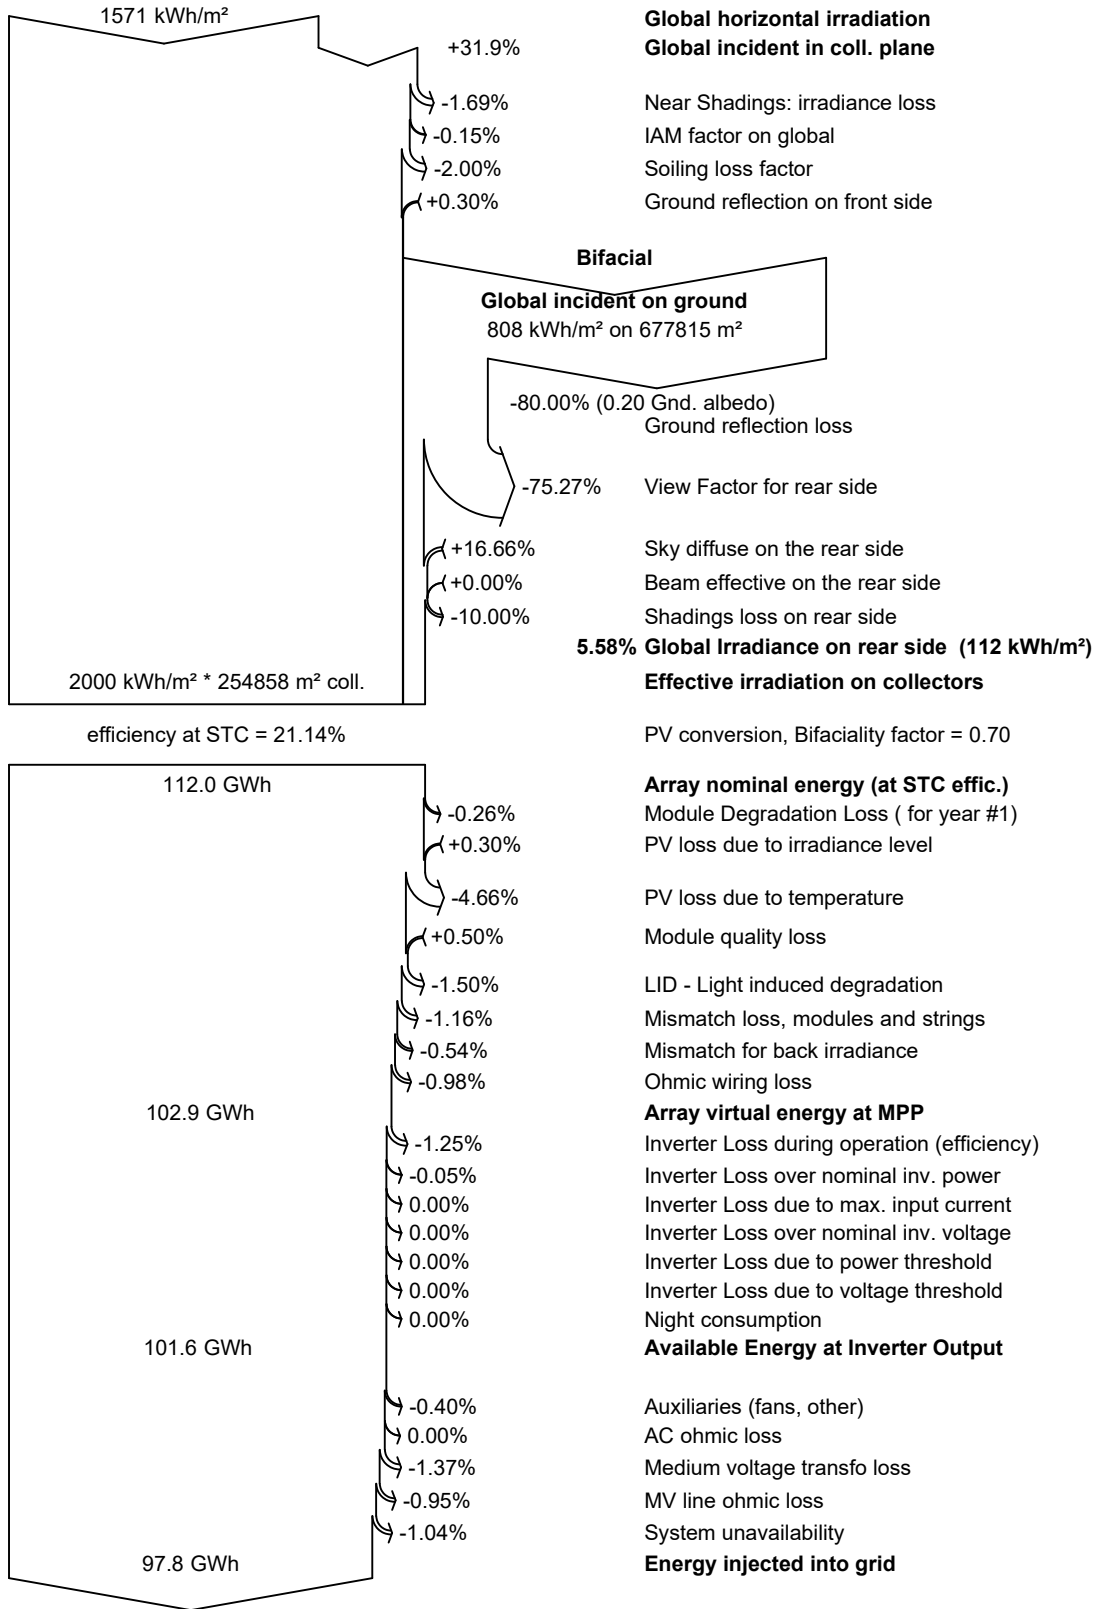 1571 kWh/m² Global horizontal irradiation
+31.9% Global incident in coll. plane
-1.69% Near Shadings: irradiance loss
-0.15% IAM factor on global
-2.00% Soiling loss factor
+0.30% Ground reflection on front side
Bifacial
Global incident on ground
808 kWh/m² on 677815 m²
-80.00% (0.20 Gnd. albedo)
Ground reflection loss
-75.27% View Factor for rear side
+16.66% Sky diffuse on the rear side
+0.00% Beam effective on the rear side
-10.00% Shadings loss on rear side
5.58% Global Irradiance on rear side (112 kWh/m²)
2000 kWh/m² * 254858 m² coll. Effective irradiation on collectors
efficiency at STC = 21.14% PV conversion, Bifaciality factor = 0.70
112.0 GWh Array nominal energy (at STC effic.)
-0.26% Module Degradation Loss ( for year #1)
+0.30% PV loss due to irradiance level
-4.66% PV loss due to temperature
+0.50% Module quality loss
-1.50% LID - Light induced degradation
-1.16% Mismatch loss, modules and strings
-0.54% Mismatch for back irradiance
-0.98% Ohmic wiring loss
102.9 GWh Array virtual energy at MPP
-1.25% Inverter Loss during operation (efficiency)
-0.05% Inverter Loss over nominal inv. power
0.00% Inverter Loss due to max. input current
0.00% Inverter Loss over nominal inv. voltage
0.00% Inverter Loss due to power threshold
0.00% Inverter Loss due to voltage threshold
0.00% Night consumption
101.6 GWh Available Energy at Inverter Output
-0.40% Auxiliaries (fans, other)
0.00% AC ohmic loss
-1.37% Medium voltage transfo loss
-0.95% MV line ohmic loss
-1.04% System unavailability
97.8 GWh Energy injected into grid